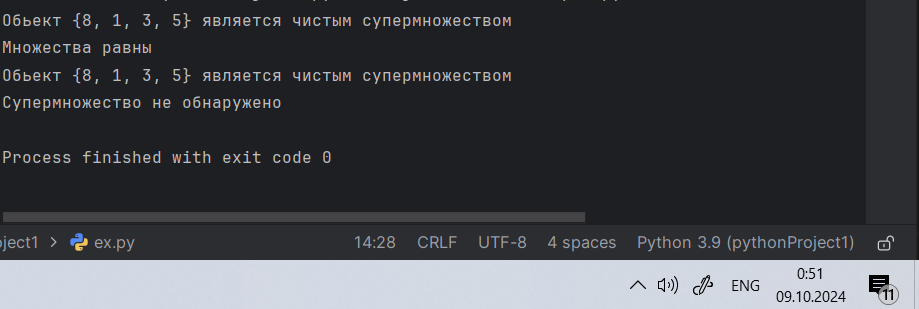 Обьект {8, 1, 3, 5} является чистым супермножеством
Множества равны
Обьект {8, 1, 3, 5} является чистым супермножеством
Супермножество не обнаружено
Process finished with exit code 0
oject1 > ex.py 14:28 CRLF UTF-8 4 spaces Python 3.9 (pythonProject1)
ENG 0:51 09.10.2024 11